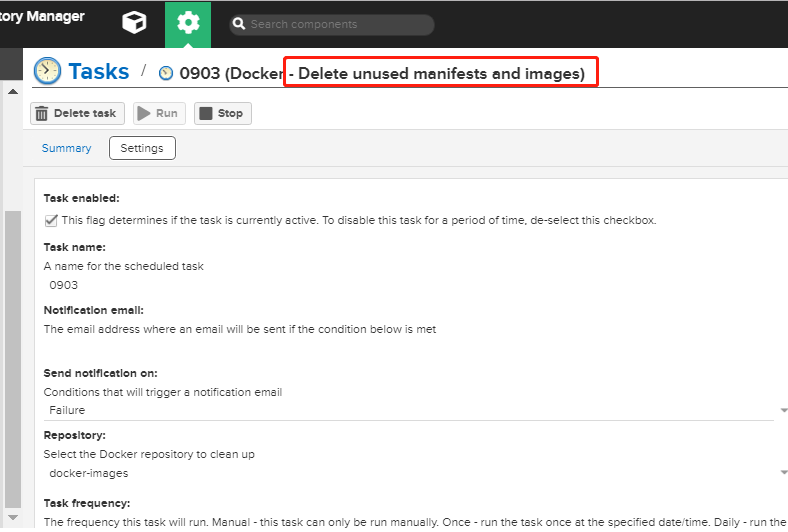 tory Manager
Search components
Tasks / 0903 (Docker - Delete unused manifests and images)
Delete task Run Stop
Summary Settings
Task enabled:
This flag determines if the task is currently active. To disable this task for a period of time, de-select this checkbox.
Task name:
A name for the scheduled task
0903
Notification email:
The email address where an email will be sent if the condition below is met
Send notification on:
Conditions that will trigger a notification email
Failure
Repository:
Select the Docker repository to clean up
docker-images
Task frequency:
The frequency this task will run. Manual - this task can only be run manually. Once - run the task once at the specified date/time. Daily - run the